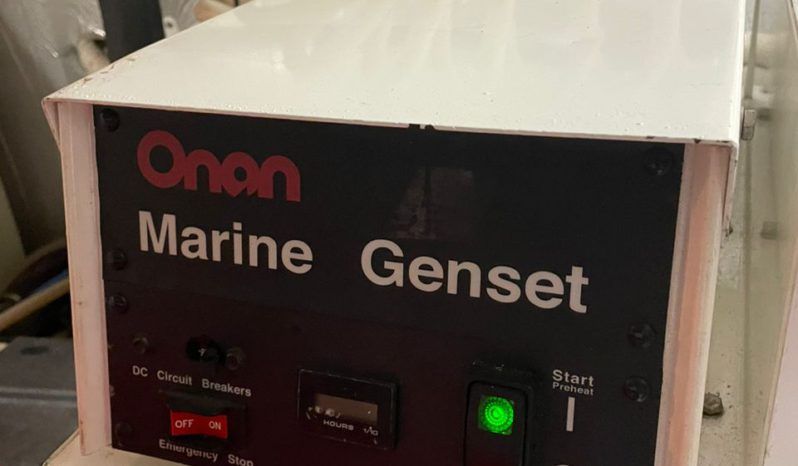 Onan
Marine Genset
DC Circuit Breakers
Start
Preheat
OFF ON
HOURS 1/10
Emergency Stop